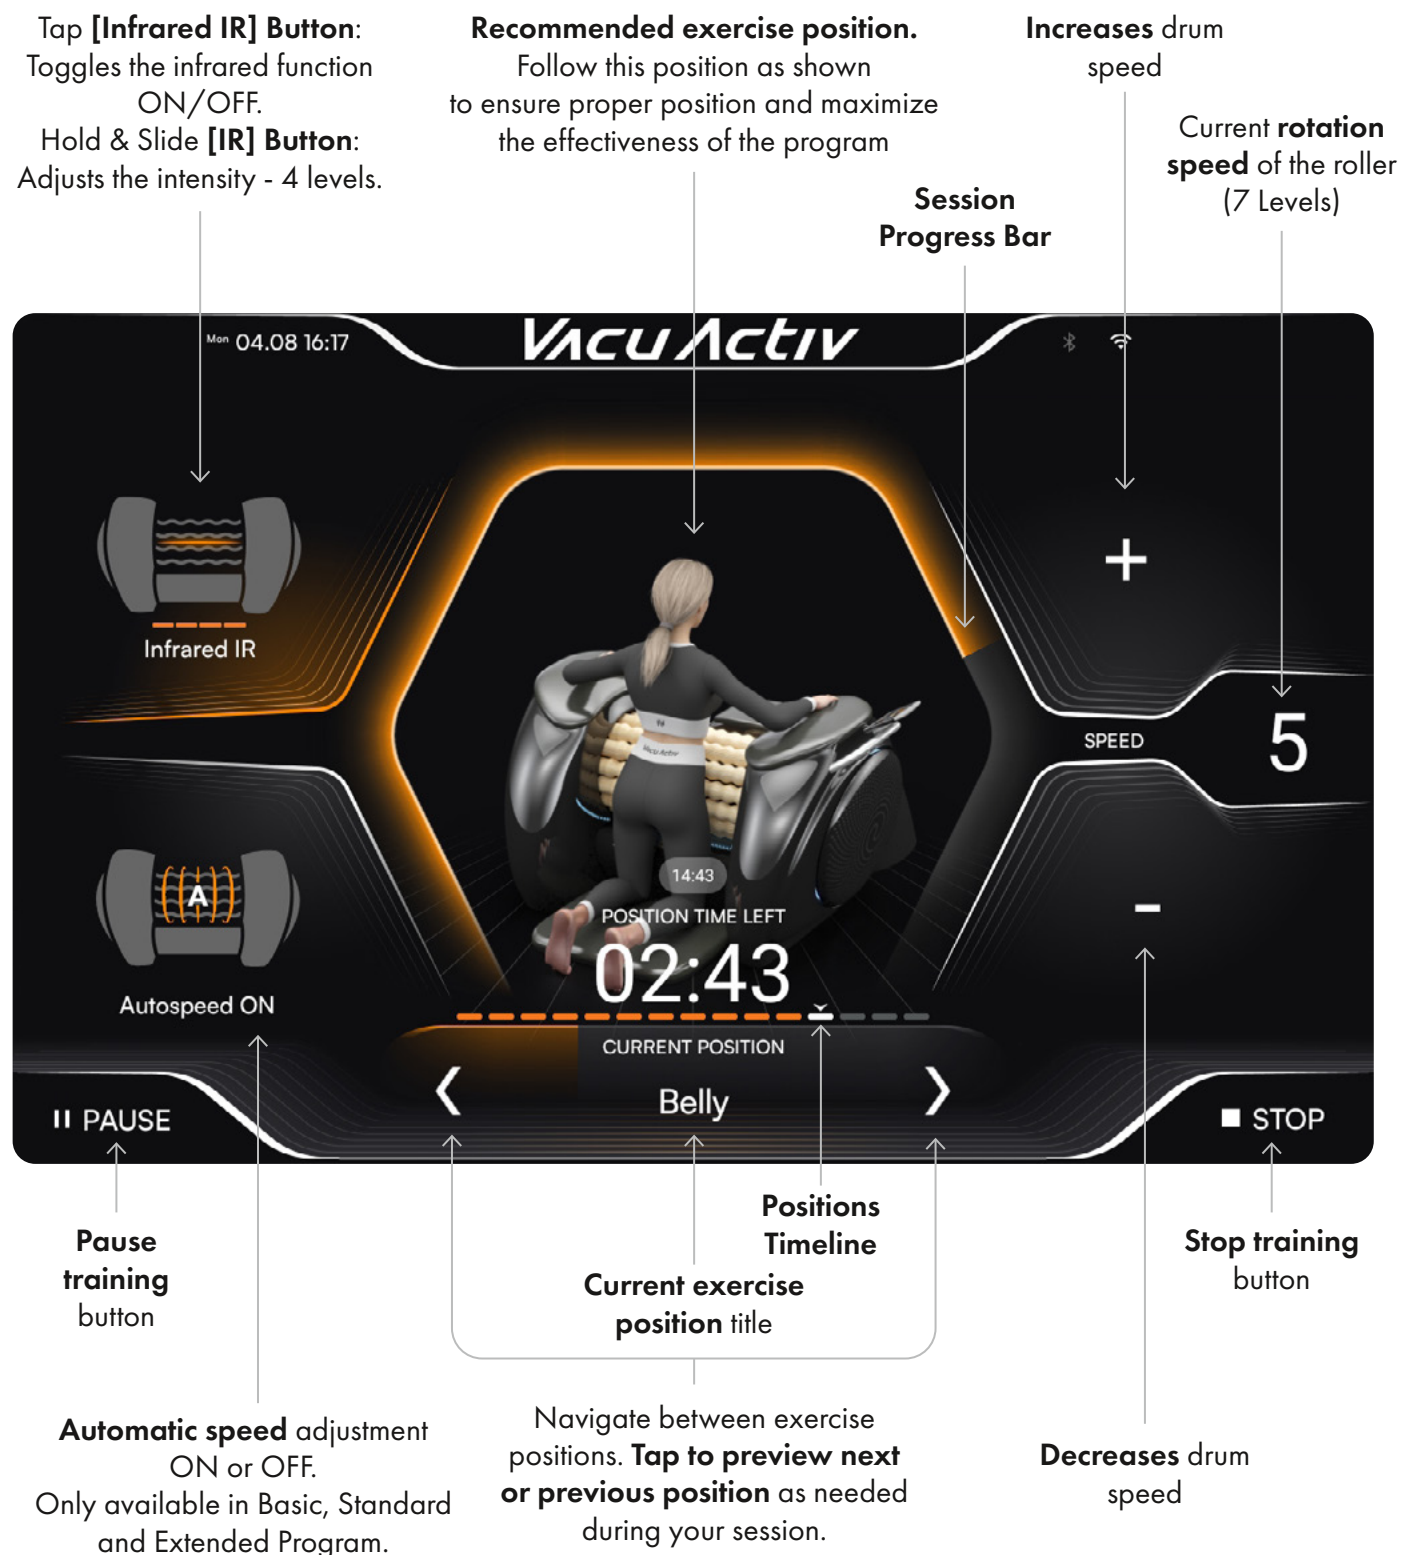 Tap [Infrared IR] Button:
Toggles the infrared function
ON/OFF.
Hold & Slide [IR] Button:
Adjusts the intensity - 4 levels.
Recommended exercise position.
Follow this position as shown
to ensure proper position and maximize
the effectiveness of the program
Increases drum
speed
Current rotation
speed of the roller
(7 Levels)
Session
Progress Bar
Mon 04.08 16:17
VacuActiv
Infrared IR
Vacu Activ
SPEED
5
+
-
A
Autospeed ON
14:43
POSITION TIME LEFT
02:43
CURRENT POSITION
Belly
PAUSE
STOP
Pause
training
button
Positions
Timeline
Current exercise
position title
Stop training
button
Automatic speed adjustment
ON or OFF.
Only available in Basic, Standard
and Extended Program.
Navigate between exercise
positions. Tap to preview next
or previous position as needed
during your session.
Decreases drum
speed